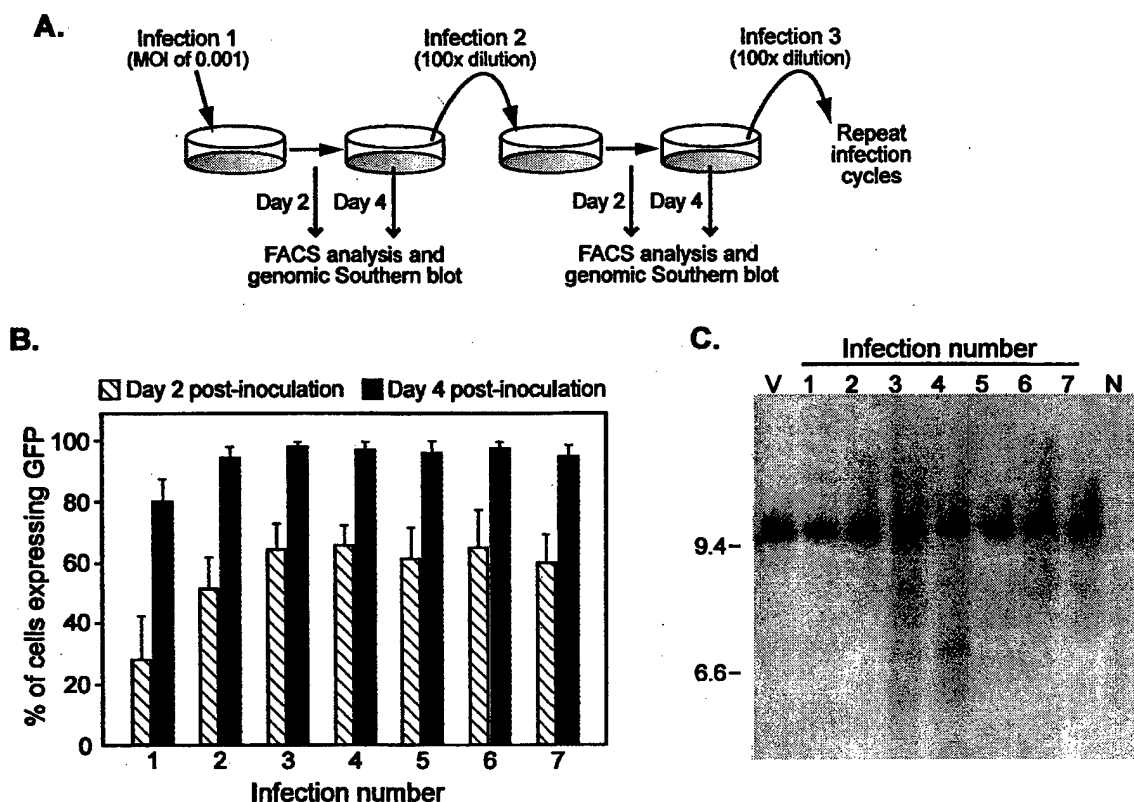 A.
Infection 1
(MOI of 0.001)
Infection 2
(100x dilution)
Infection 3
(100x dilution)
Repeat
infection
cycles
Day 2
Day 4
Day 2
Day 4
FACS analysis and
genomic Southern blot
FACS analysis and
genomic Southern blot
B.
Day 2 post-inoculation
Day 4 post-inoculation
% of cells expressing GFP
100
80
60
40
20
0
1 2 3 4 5 6 7
Infection number
C.
Infection number
V 1 2 3 4 5 6 7 N
9.4–
6.6–